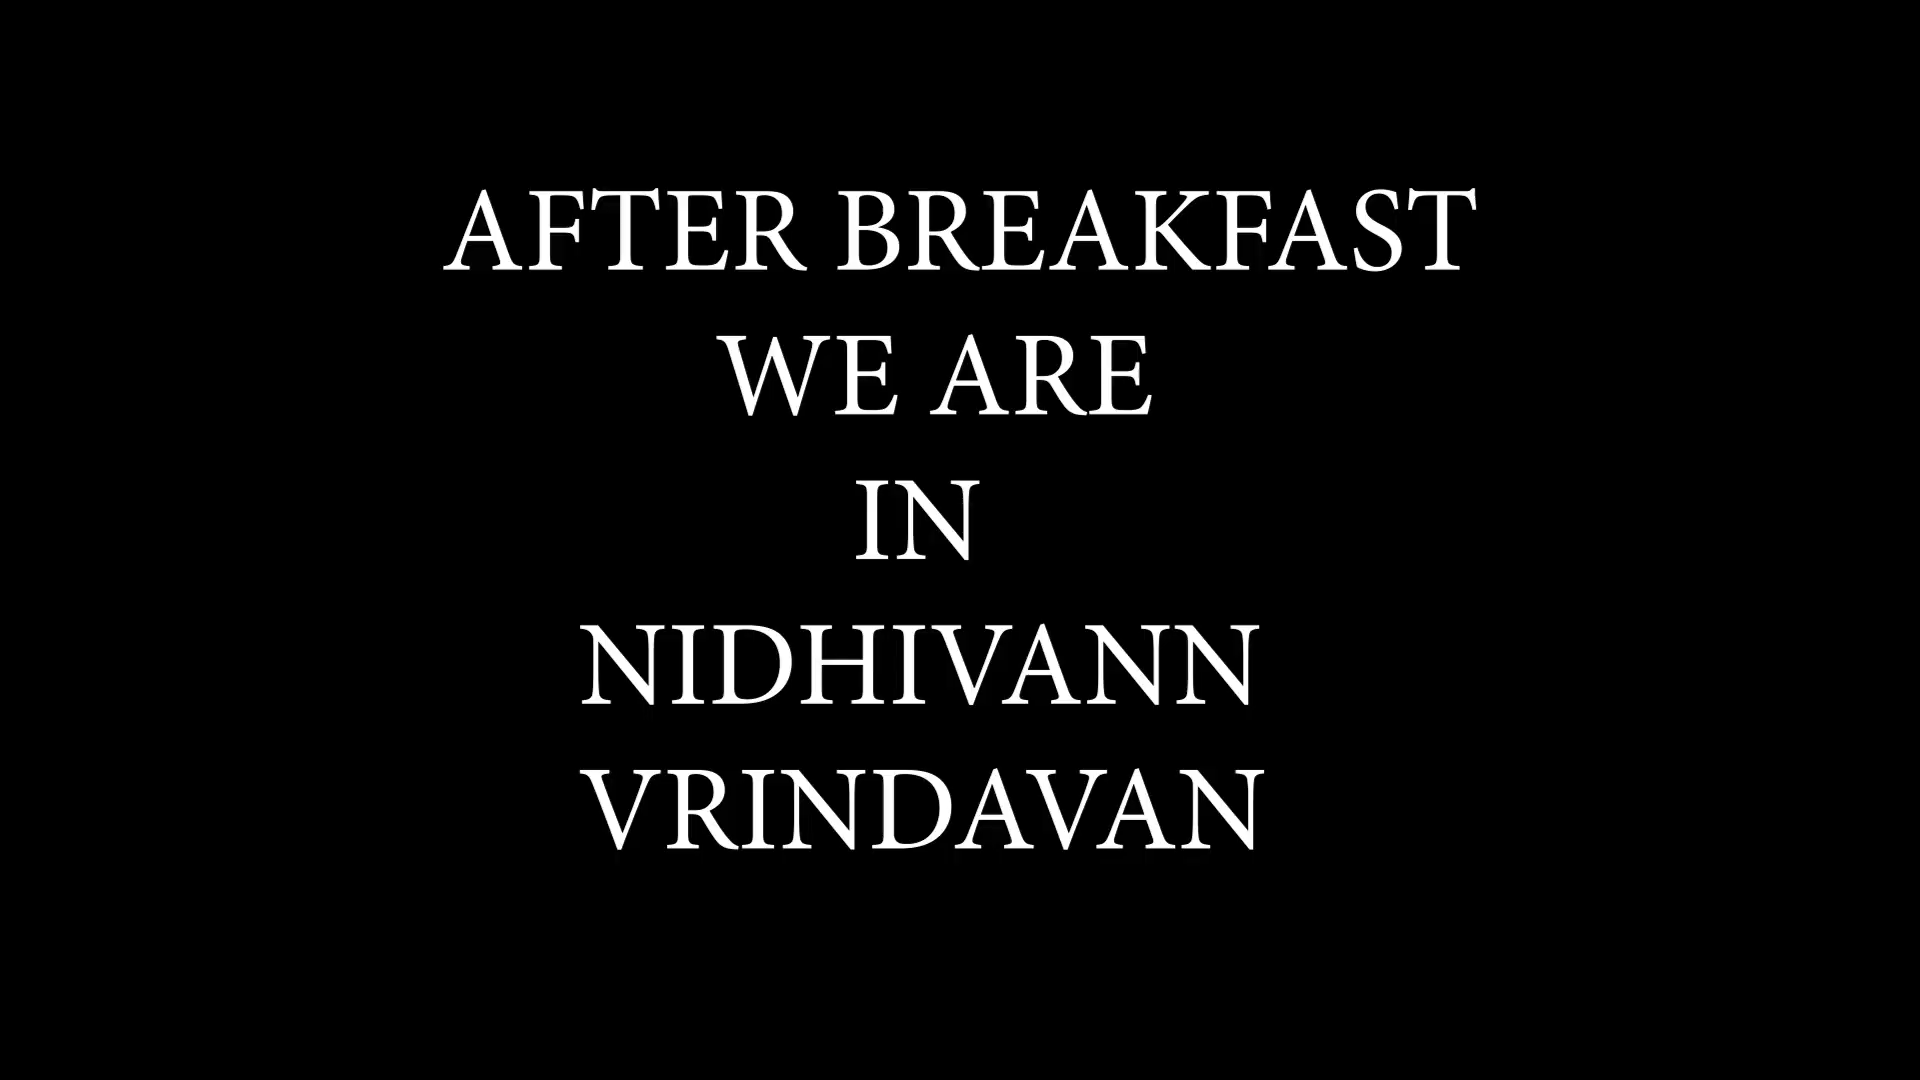 AFTER BREAKFAST
WE ARE
IN
NIDHIVANN
VRINDAVAN